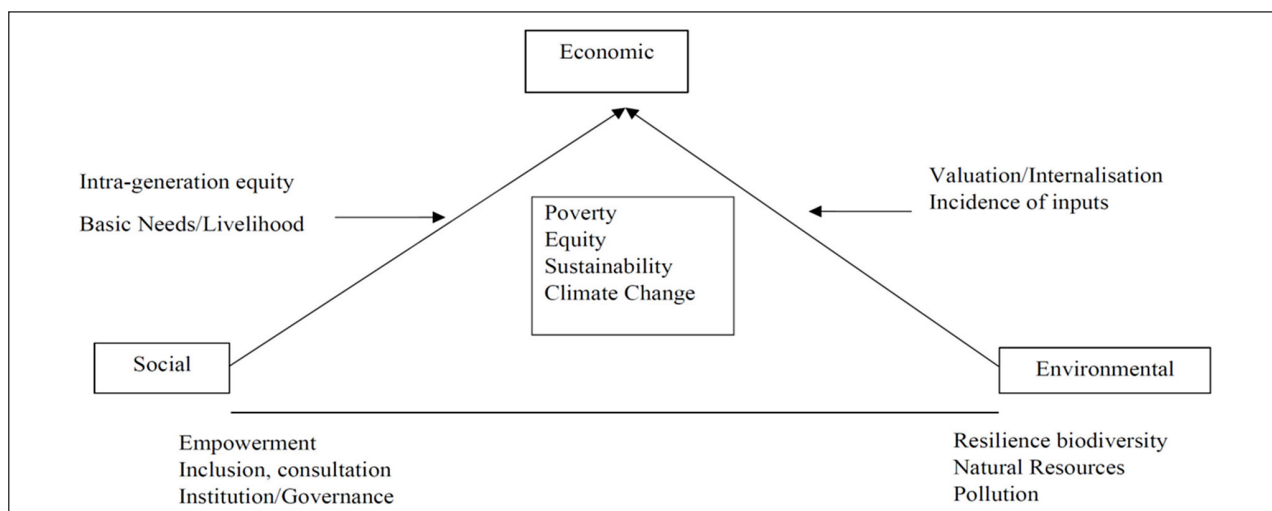 Economic
Intra-generation equity
Basic Needs/Livelihood
Valuation/Internalisation
Incidence of inputs
Poverty
Equity
Sustainability
Climate Change
Social
Environmental
Empowerment
Inclusion, consultation
Institution/Governance
Resilience biodiversity
Natural Resources
Pollution